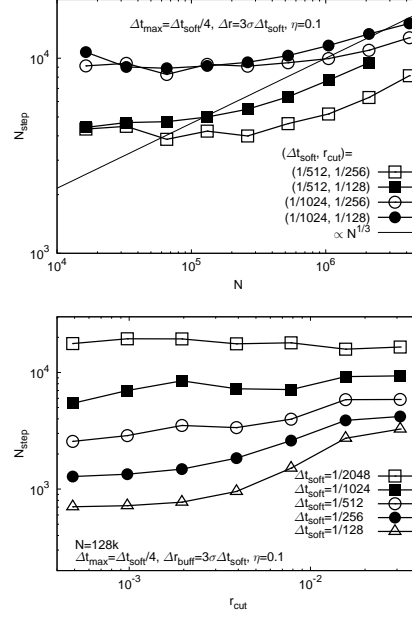 Δt_max=Δt_soft/4, Δr=3σΔt_soft, η=0.1
10^4
N_step
(Δt_soft, r_cut)=
(1/512, 1/256)
(1/512, 1/128)
(1/1024, 1/256)
(1/1024, 1/128)
∝ N^{1/3}
10^3
10^4 10^5 10^6
N
10^4
N_step
10^3
Δt_soft=1/2048
Δt_soft=1/1024
Δt_soft=1/512
Δt_soft=1/256
Δt_soft=1/128
N=128k
Δt_max=Δt_soft/4, Δr_buff=3σΔt_soft, η=0.1
10^-3 10^-2
r_cut